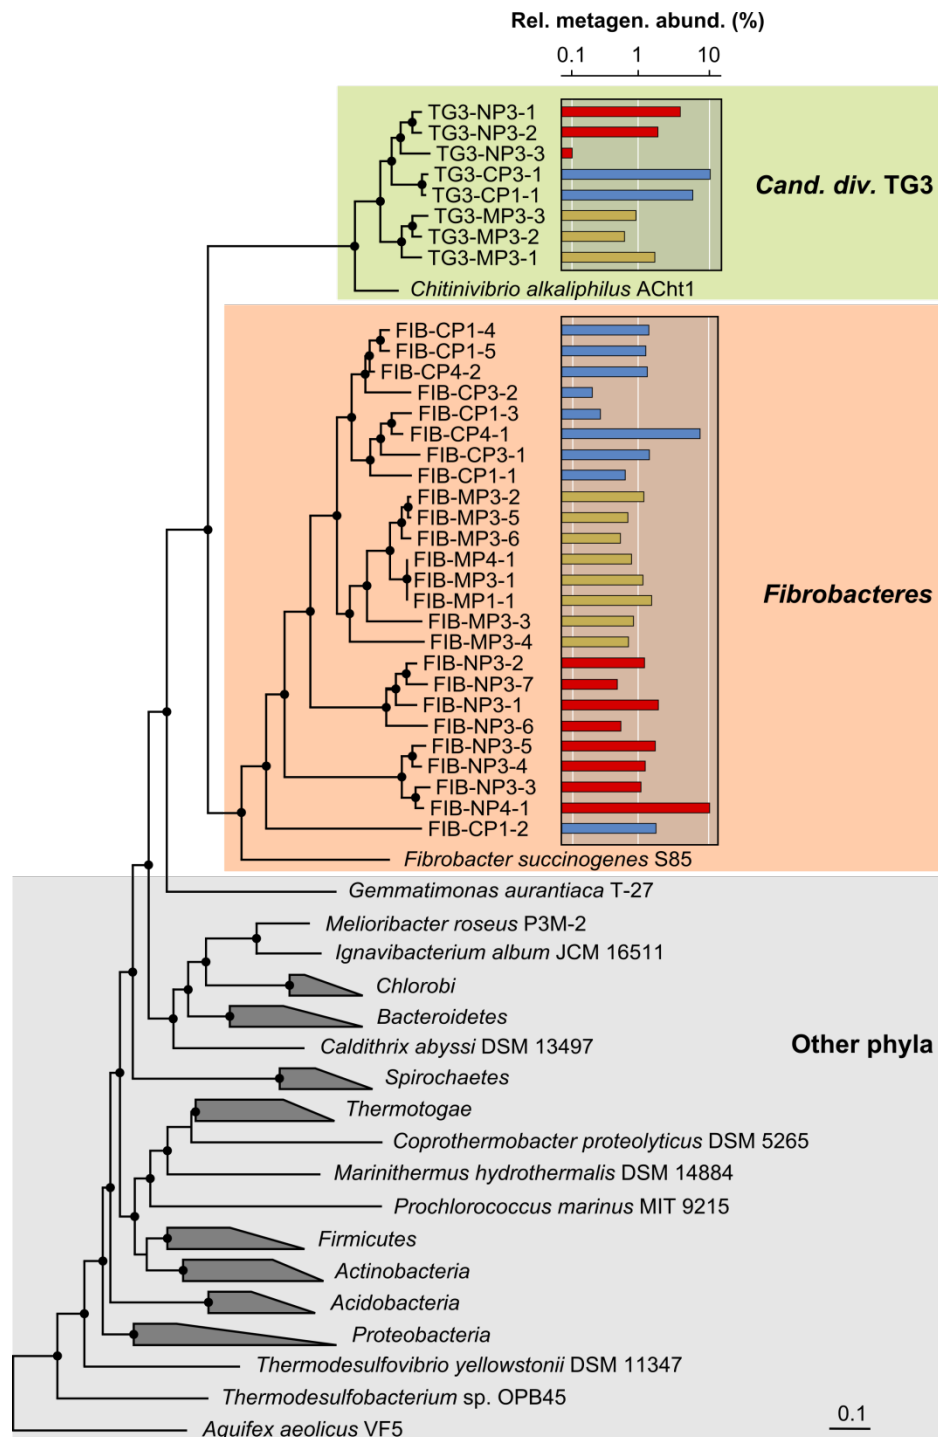 Rel. metagen. abund. (%)
0.1 1 10
TG3-NP3-1
TG3-NP3-2
TG3-NP3-3
TG3-CP3-1
Cand. div. TG3
TG3-CP1-1
TG3-MP3-3
TG3-MP3-2
TG3-MP3-1
Chitinivibrio alkaliphilus ACht1
FIB-CP1-4
FIB-CP1-5
FIB-CP4-2
FIB-CP3-2
FIB-CP1-3
FIB-CP4-1
FIB-CP3-1
FIB-CP1-1
FIB-MP3-2
FIB-MP3-5
FIB-MP3-6
FIB-MP4-1
FIB-MP3-1
Fibrobacteres
FIB-MP1-1
FIB-MP3-3
FIB-MP3-4
FIB-NP3-2
FIB-NP3-7
FIB-NP3-1
FIB-NP3-6
FIB-NP3-5
FIB-NP3-4
FIB-NP3-3
FIB-NP4-1
FIB-CP1-2
Fibrobacter succinogenes S85
Gemmatimonas aurantiaca T-27
Melioribacter roseus P3M-2
Ignavibacterium album JCM 16511
Chlorobi
Bacteroidetes
Caldithrix abyssi DSM 13497
Other phyla
Spirochaetes
Thermotogae
Coprothermobacter proteolyticus DSM 5265
Marinithermus hydrothermalis DSM 14884
Prochlorococcus marinus MIT 9215
Firmicutes
Actinobacteria
Acidobacteria
Proteobacteria
Thermodesulfovibrio yellowstonii DSM 11347
Thermodesulfobacterium sp. OPB45
0.1
Aquifex aeolicus VF5